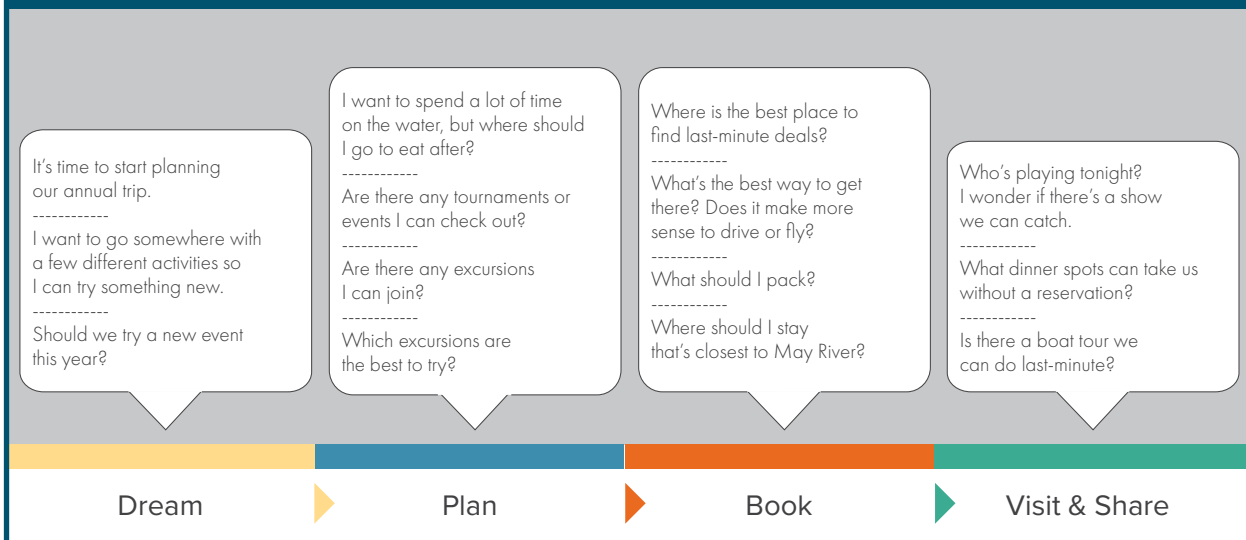 It's time to start planning
our annual trip.
------------
I want to go somewhere with
a few different activities so
I can try something new.
------------
Should we try a new event
this year?
I want to spend a lot of time
on the water, but where should
I go to eat after?
------------
Are there any tournaments or
events I can check out?
------------
Are there any excursions
I can join?
------------
Which excursions are
the best to try?
Where is the best place to
find last-minute deals?
------------
What's the best way to get
there? Does it make more
sense to drive or fly?
------------
What should I pack?
------------
Where should I stay
that's closest to May River?
Who's playing tonight?
I wonder if there's a show
we can catch.
------------
What dinner spots can take us
without a reservation?
------------
Is there a boat tour we
can do last-minute?
Dream
Plan
Book
Visit & Share